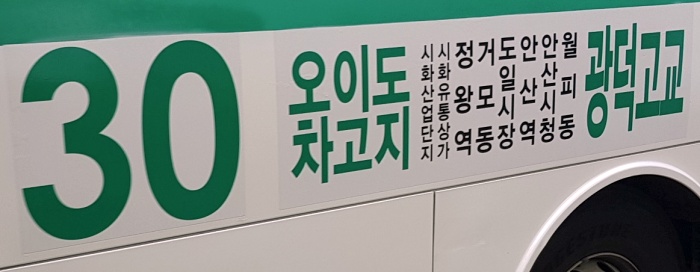 30
오이도
차고지
시화산업단지
시화유통상가
정왕역
거모동
도일시장
안산역
안산시청
월피동
광덕고교